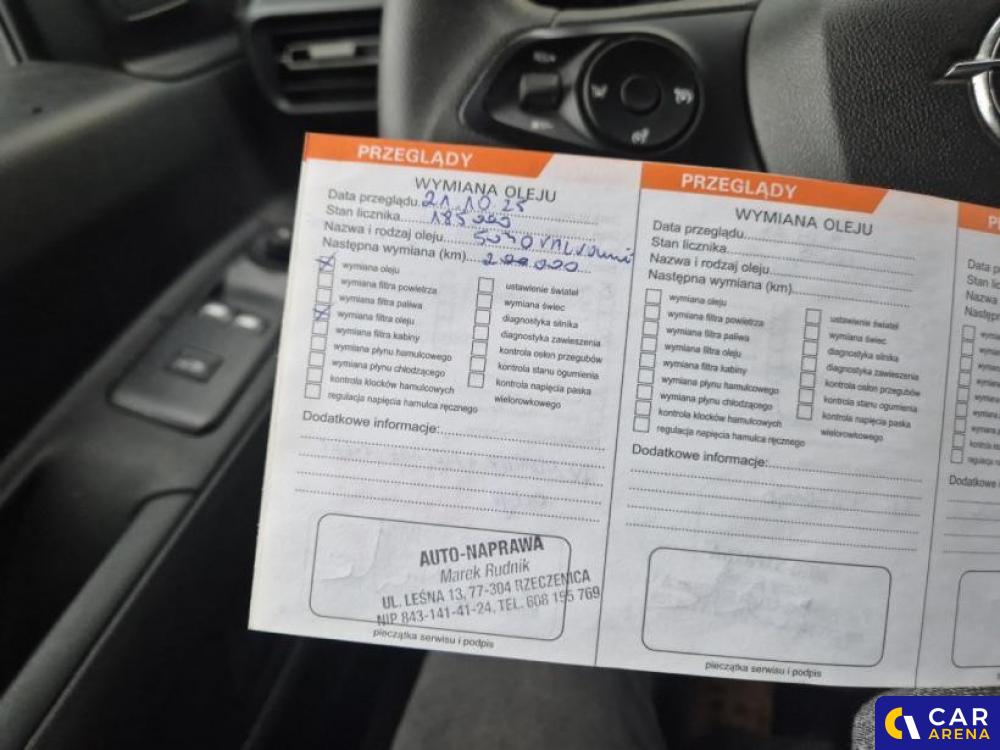 PRZEGLĄDY
WYMIANA OLEJU
Data przeglądu 21.10.25
Stan licznika 185000
Nazwa i rodzaj oleju 5W40
Następna wymiana (km)
wymiana oleju
wymiana filtra powietrza
wymiana filtra paliwa
wymiana filtra oleju
wymiana filtra kabiny
wymiana płynu hamulcowego
wymiana płynu chłodzącego
kontrola klocków hamulcowych
regulacja napięcia hamulca ręcznego
ustawienie świateł
wymiana świec
diagnostyka silnika
diagnostyka zawieszenia
kontrola osłon przegubów
kontrola stanu ogumienia
kontrola napięcia paska
wielorowkowego
Dodatkowe informacje:
AUTO-NAPRAWA
Marek Rudnik
UL. LEŚNA 13, 77-304 RZECZENICA
NIP 843-141-41-24, TEL. 608 195 769
pieczątka serwisu i podpis
PRZEGLĄDY
WYMIANA OLEJU
Data przeglądu
Stan licznika
Nazwa i rodzaj oleju
Następna wymiana (km)
wymiana oleju
wymiana filtra powietrza
wymiana filtra paliwa
wymiana filtra oleju
wymiana filtra kabiny
wymiana płynu hamulcowego
wymiana płynu chłodzącego
kontrola klocków hamulcowych
regulacja napięcia hamulca ręcznego
ustawienie świateł
wymiana świec
diagnostyka silnika
diagnostyka zawieszenia
kontrola osłon przegubów
kontrola stanu ogumienia
kontrola napięcia paska
wielorowkowego
Dodatkowe informacje:
pieczątka serwisu i podpis
CAR
ARENA